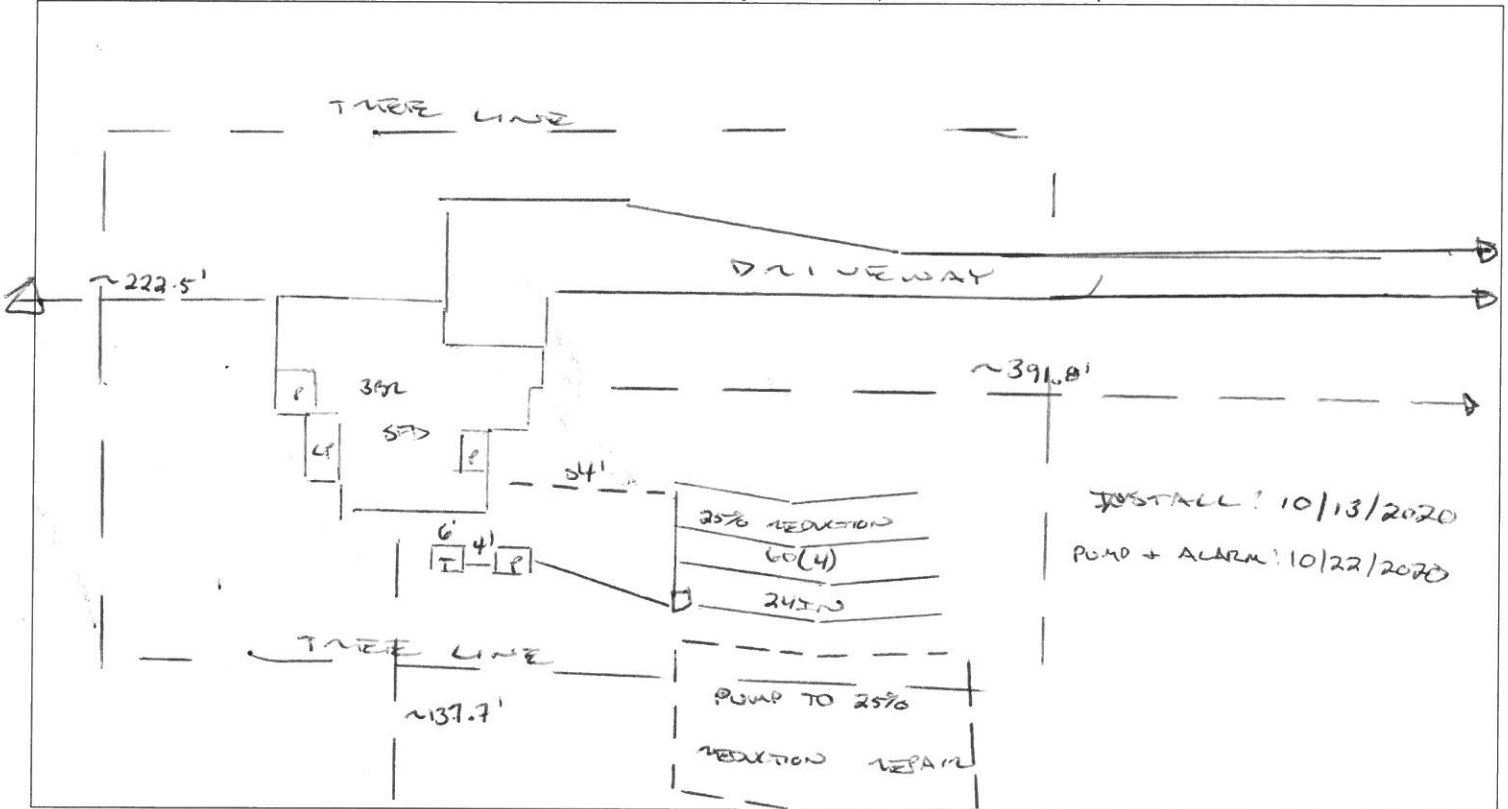 TREE LINE
~222.5'
DRIVEWAY
~391.8'
P
3BR
SFD
CP
P
54'
25% REDUCTION
60(4)
24IN
6'
4'
T
P
INSTALL: 10/13/2020
PUMP + ALARM: 10/22/2020
TREE LINE
~137.7'
PUMP TO 25%
REDUCTION REPAIR